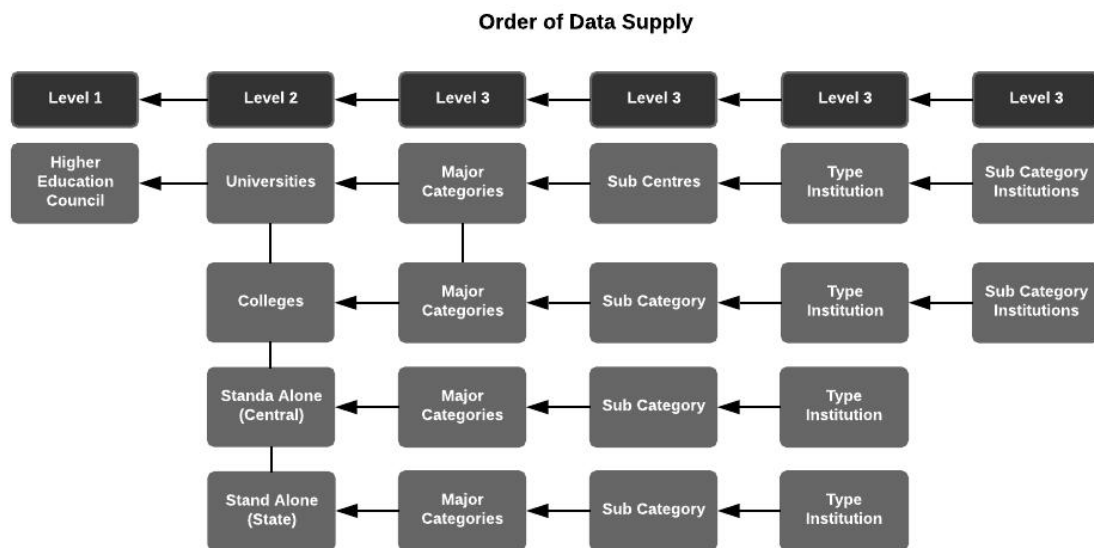 Order of Data Supply
Level 1
Level 2
Level 3
Level 3
Level 3
Level 3
Higher
Education
Council
Universities
Major
Categories
Sub Centres
Type
Institution
Sub Category
Institutions
Colleges
Major
Categories
Sub Category
Type
Institution
Sub Category
Institutions
Standa Alone
(Central)
Major
Categories
Sub Category
Type
Institution
Stand Alone
(State)
Major
Categories
Sub Category
Type
Institution